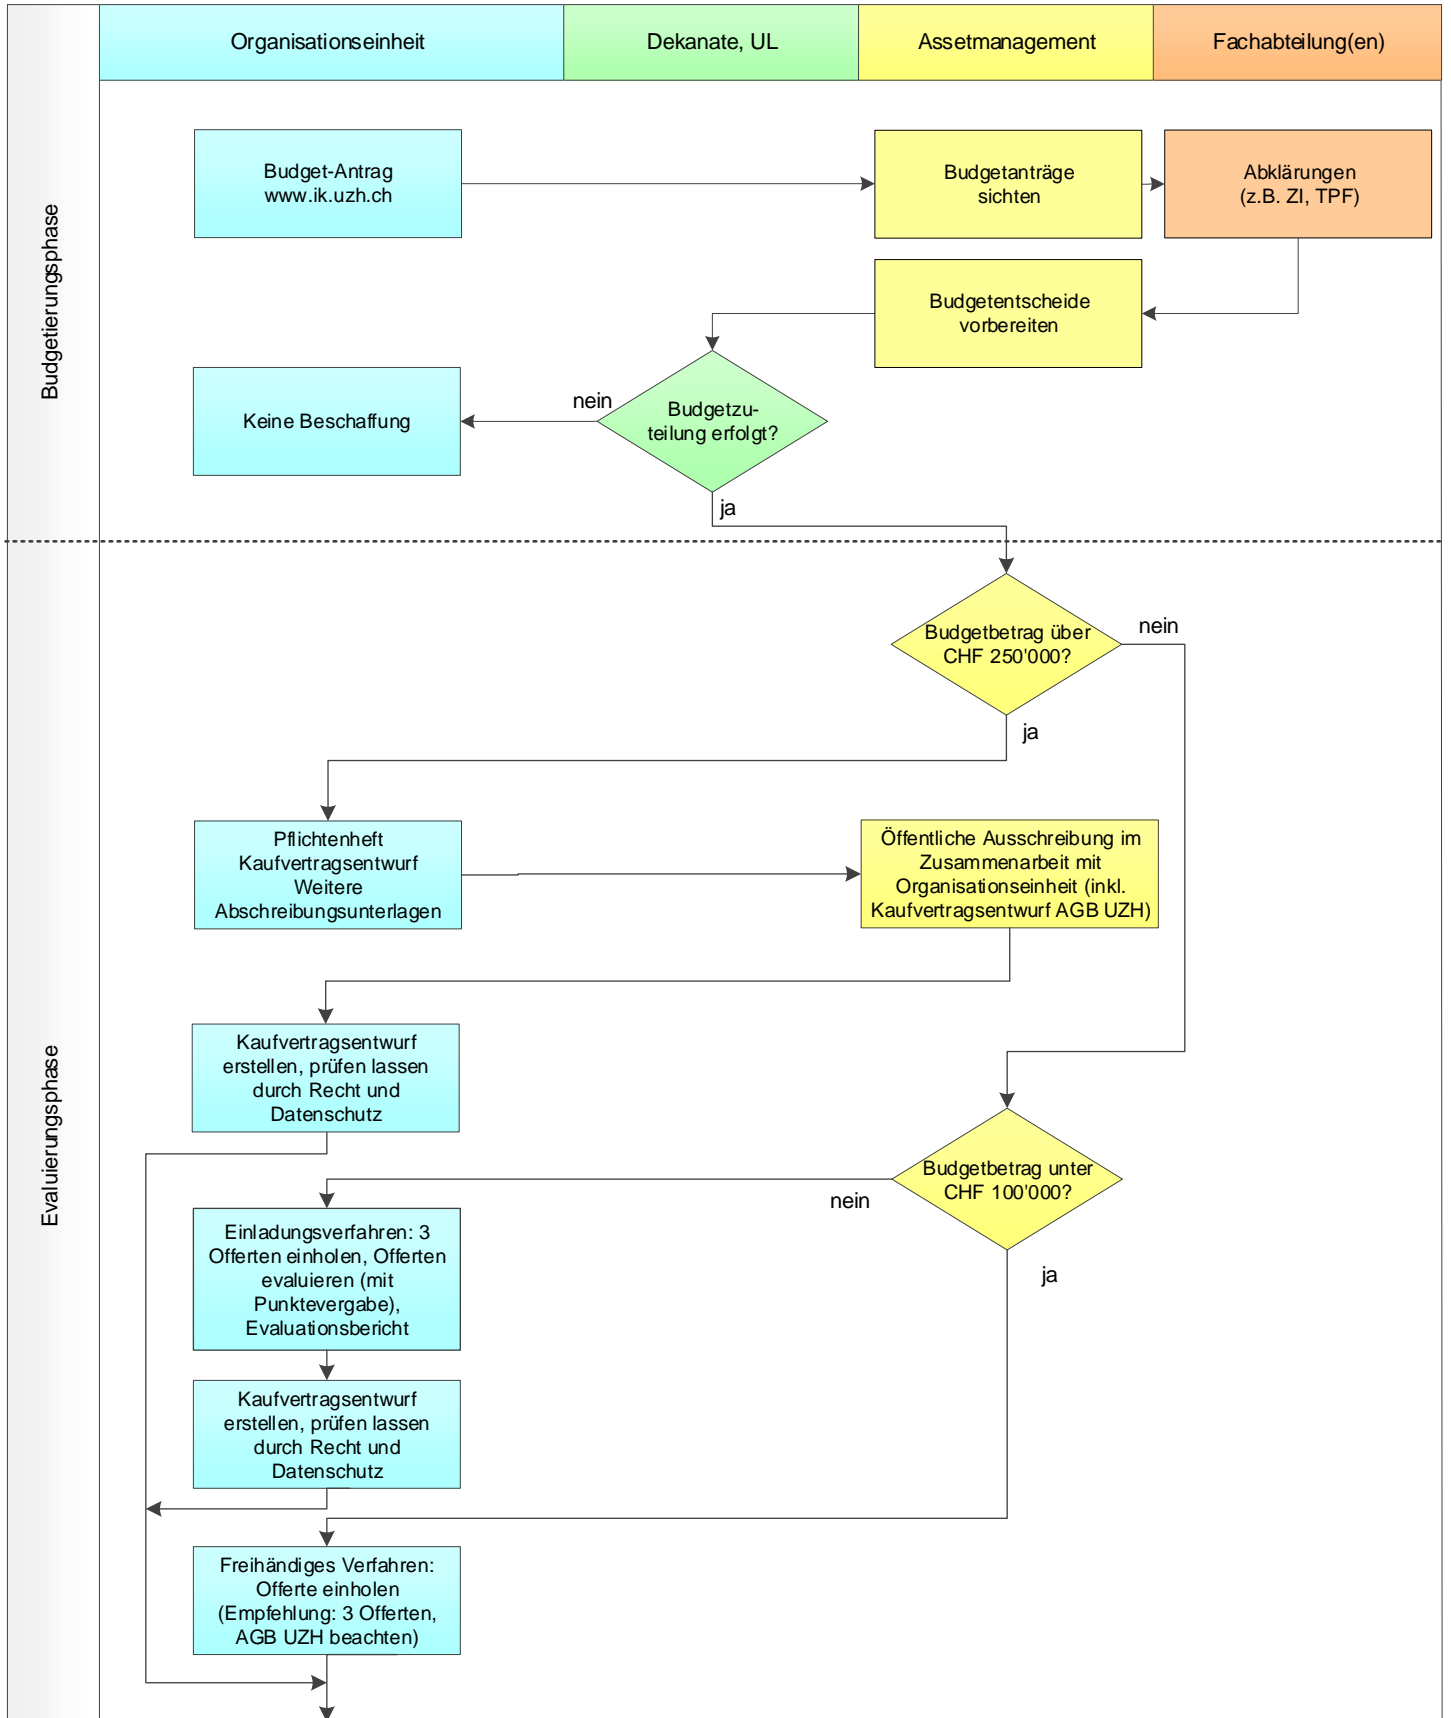 Organisationseinheit
Dekanate, UL
Assetmanagement
Fachabteilung(en)
Budgetierungsphase
Budget-Antrag
www.ik.uzh.ch
Budgetanträge
sichten
Abklärungen
(z.B. ZI, TPF)
Budgetentscheide
vorbereiten
Keine Beschaffung
nein
Budgetzu-
teilung erfolgt?
ja
Evaluierungsphase
Budgetbetrag über
CHF 250'000?
nein
ja
Pflichtenheft
Kaufvertragsentwurf
Weitere
Abschreibungsunterlagen
Öffentliche Ausschreibung im
Zusammenarbeit mit
Organisationseinheit (inkl.
Kaufvertragsentwurf AGB UZH)
Kaufvertragsentwurf
erstellen, prüfen lassen
durch Recht und
Datenschutz
Budgetbetrag unter
CHF 100'000?
nein
ja
Einladungsverfahren: 3
Offerten einholen, Offerten
evaluieren (mit
Punktevergabe),
Evaluationsbericht
Kaufvertragsentwurf
erstellen, prüfen lassen
durch Recht und
Datenschutz
Freihändiges Verfahren:
Offerte einholen
(Empfehlung: 3 Offerten,
AGB UZH beachten)